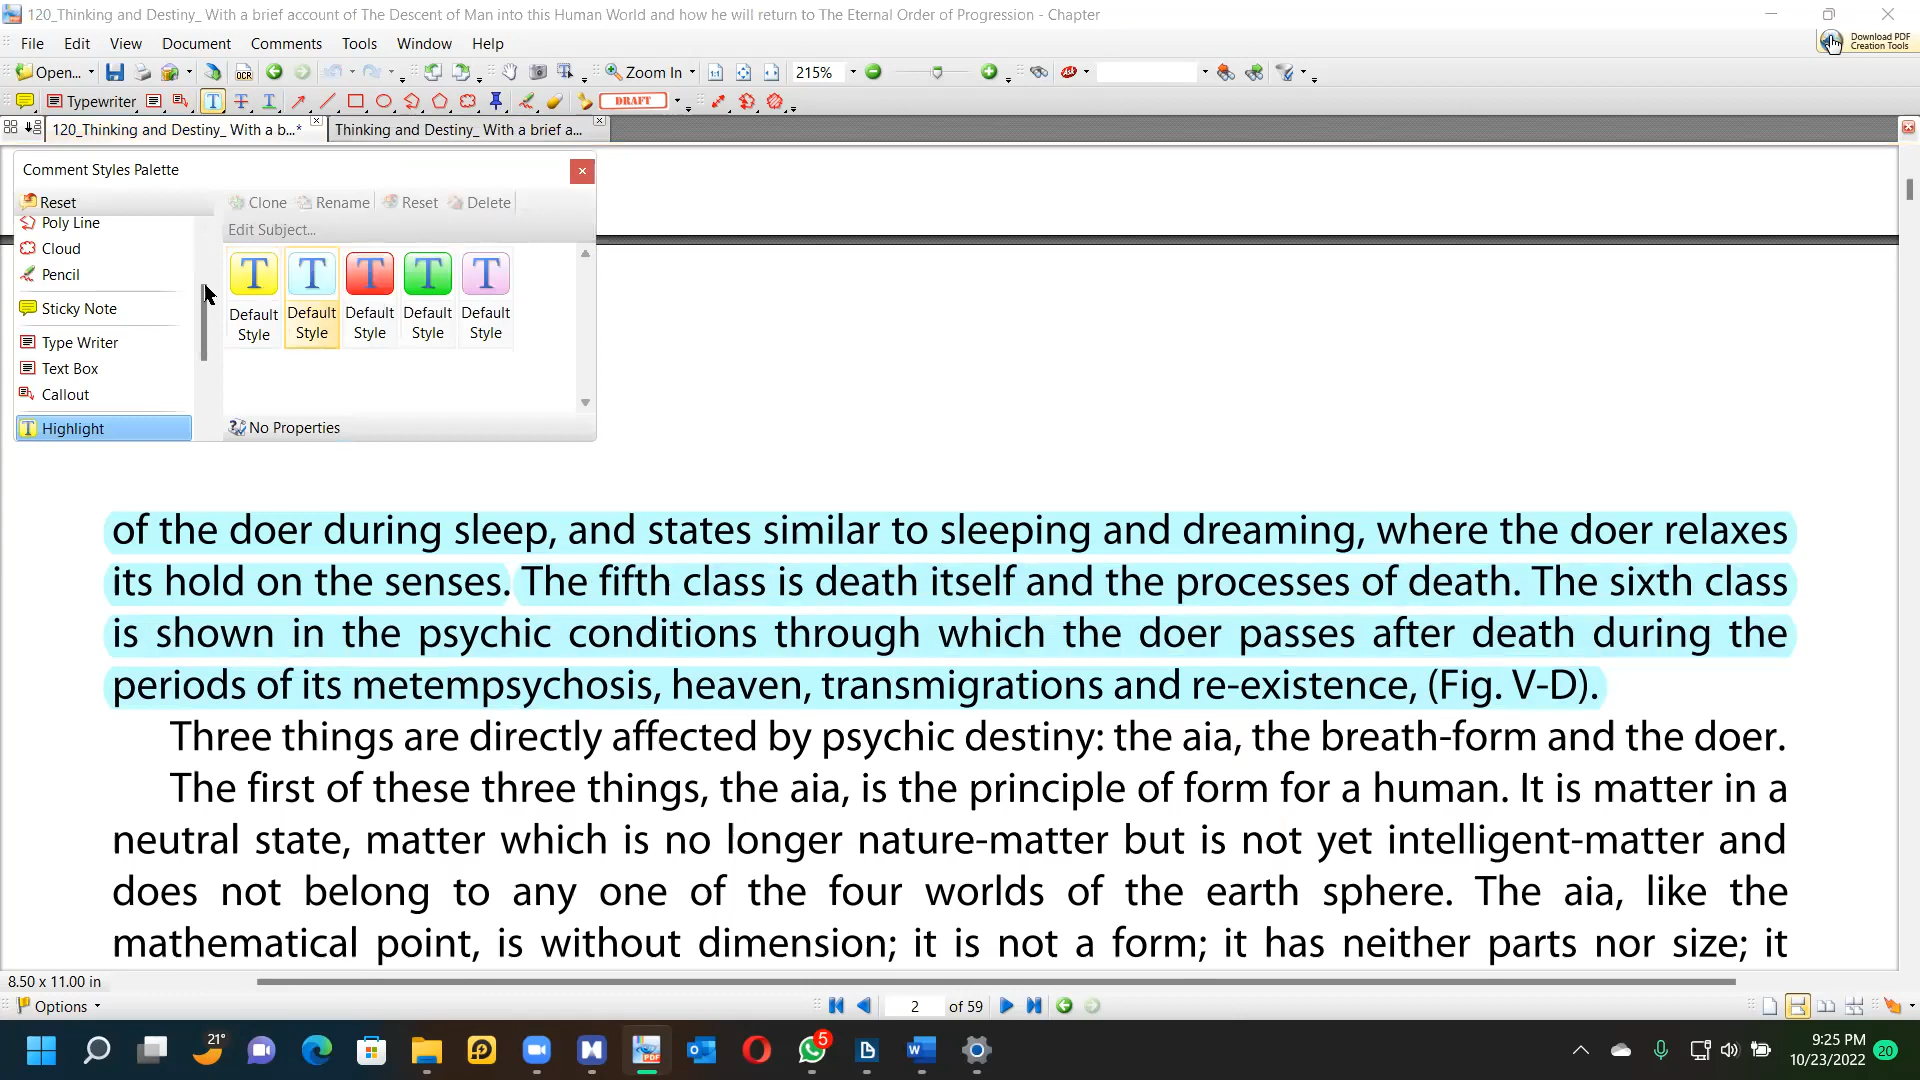 120_Thinking and Destiny_ With a brief account of The Descent of Man into this Human World and how he will return to The Eternal Order of Progression - Chapter
File Edit View Document Comments Tools Window Help
Download PDF
Creation Tools
Open... OCR Zoom In 215%
Typewriter DRAFT
120_Thinking and Destiny_ With a b...* Thinking and Destiny_ With a brief a...
Comment Styles Palette
Reset Clone Rename Reset Delete
Edit Subject...
Poly Line
Cloud
Pencil
Sticky Note
Type Writer
Text Box
Callout
Highlight
T T T T T
Default Default Default Default Default
Style Style Style Style Style
No Properties
of the doer during sleep, and states similar to sleeping and dreaming, where the doer relaxes
its hold on the senses. The fifth class is death itself and the processes of death. The sixth class
is shown in the psychic conditions through which the doer passes after death during the
periods of its metempsychosis, heaven, transmigrations and re-existence, (Fig. V-D).
Three things are directly affected by psychic destiny: the aia, the breath-form and the doer.
The first of these three things, the aia, is the principle of form for a human. It is matter in a
neutral state, matter which is no longer nature-matter but is not yet intelligent-matter and
does not belong to any one of the four worlds of the earth sphere. The aia, like the
mathematical point, is without dimension; it is not a form; it has neither parts nor size; it
8.50 x 11.00 in
Options 2 of 59
21° 5 9:25 PM
10/23/2022 20